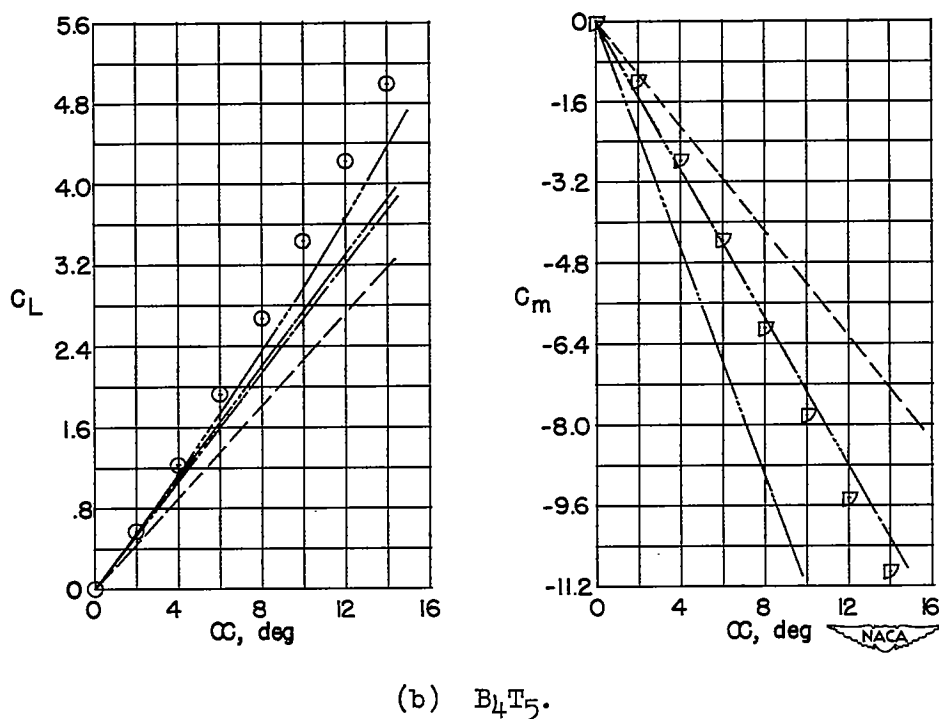 5.6
4.8
4.0
3.2
2.4
1.6
.8
0
C_L
0 4 8 12 16
α, deg
0
-1.6
-3.2
-4.8
-6.4
-8.0
-9.6
-11.2
C_m
0 4 8 12 16
α, deg
NACA
(b) B₄T₅.